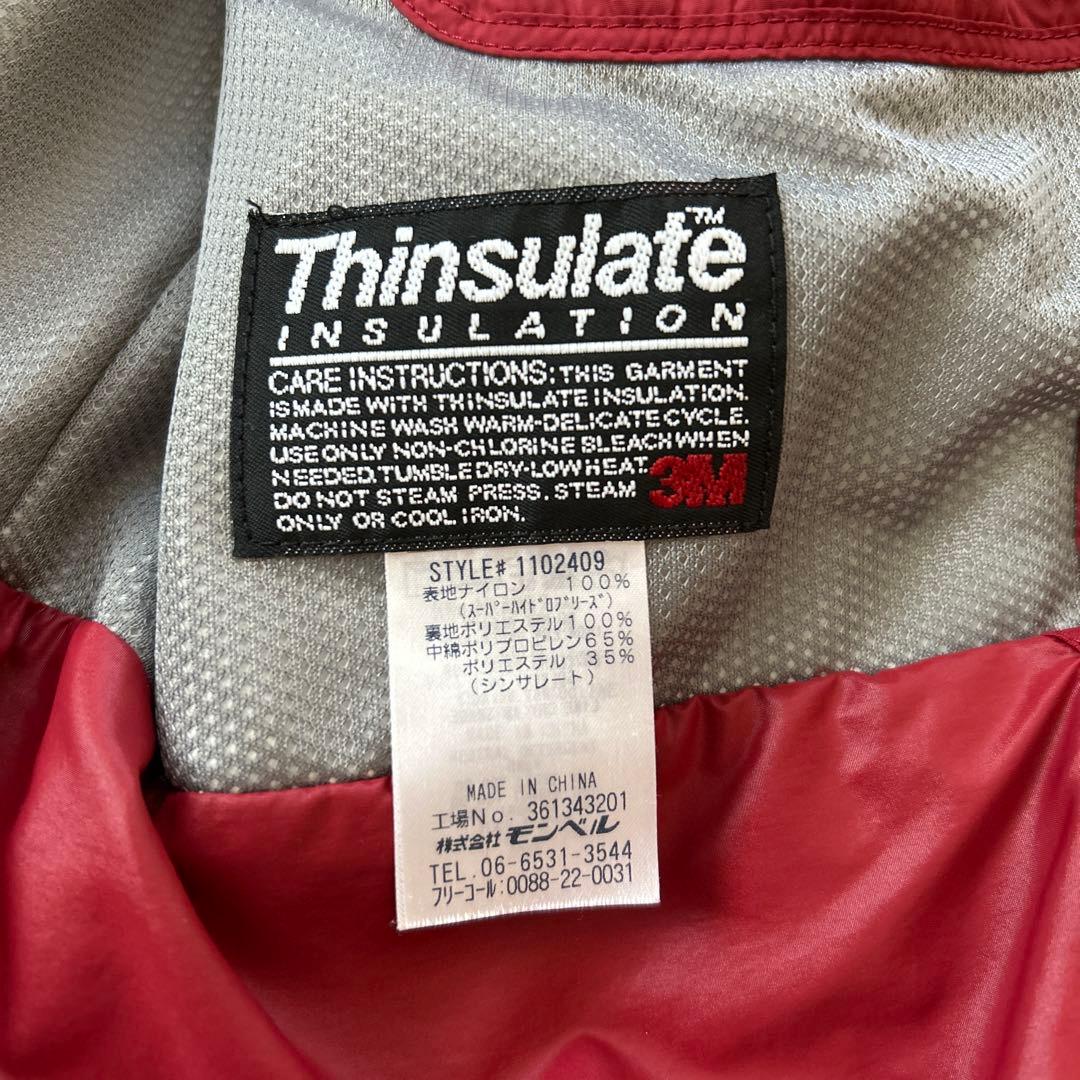 Thinsulate™
INSULATION
CARE INSTRUCTIONS: THIS GARMENT
IS MADE WITH THINSULATE INSULATION.
MACHINE WASH WARM-DELICATE CYCLE.
USE ONLY NON-CHLORINE BLEACH WHEN
NEEDED. TUMBLE DRY-LOW HEAT.
DO NOT STEAM PRESS. STEAM
ONLY OR COOL IRON.
3M
STYLE# 1102409
表地ナイロン 100%
(スーパーハイドロブリーズ)
裏地ポリエステル100%
中綿ポリプロピレン65%
ポリエステル 35%
(シンサレート)
MADE IN CHINA
工場No. 361343201
株式会社モンベル
TEL. 06-6531-3544
フリーコール:0088-22-0031